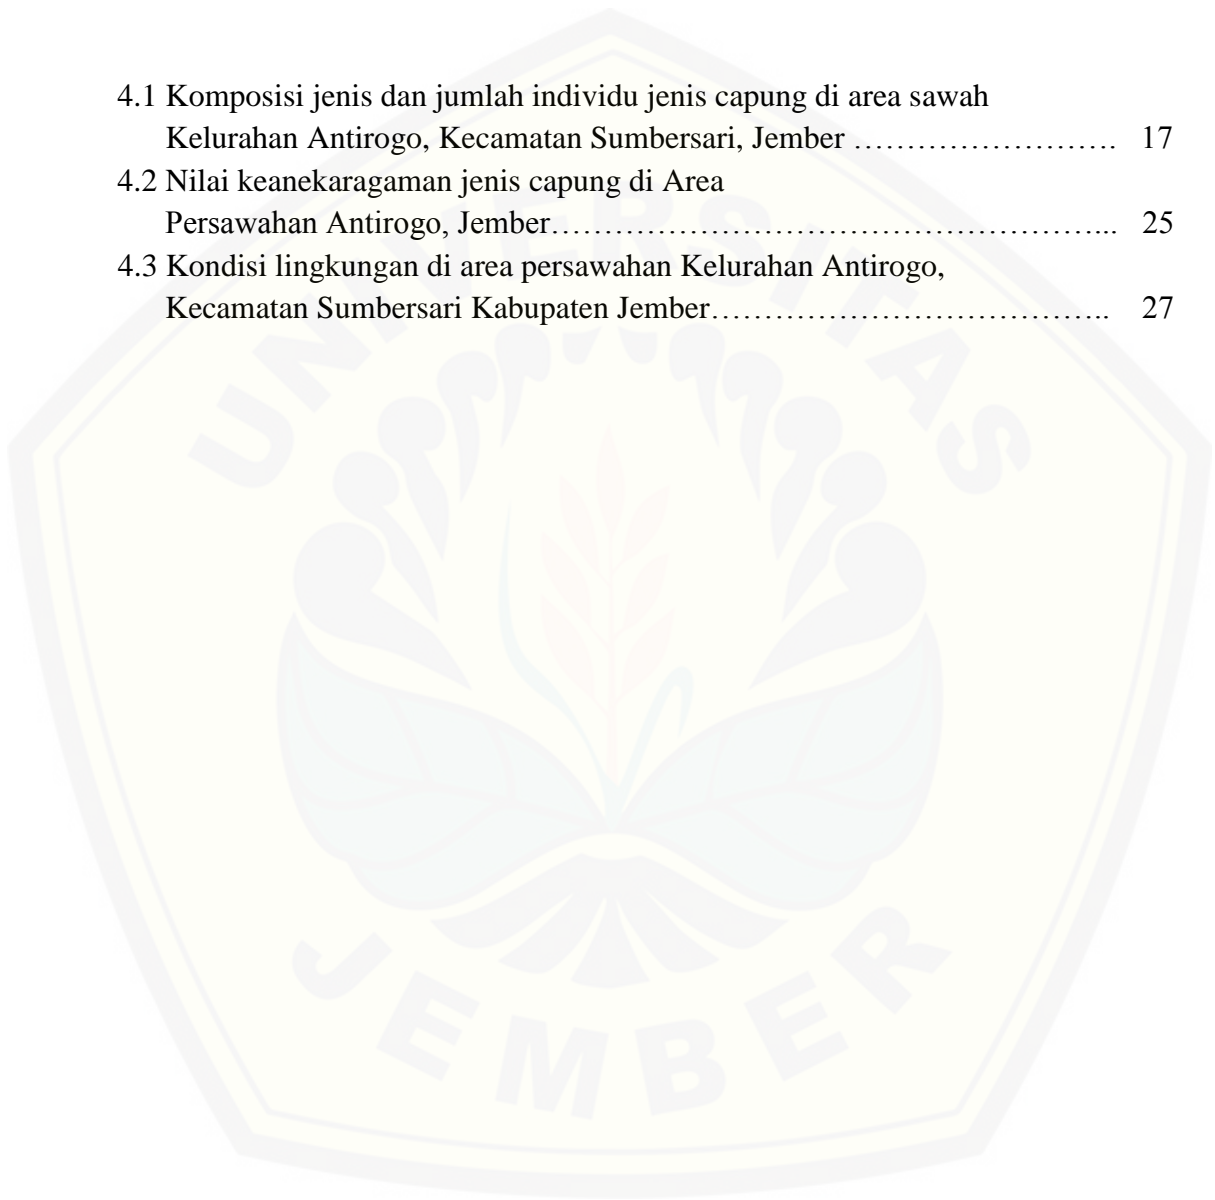 4.1 Komposisi jenis dan jumlah individu jenis capung di area sawah
Kelurahan Antirogo, Kecamatan Sumbersari, Jember ……………………. 17
4.2 Nilai keanekaragaman jenis capung di Area
Persawahan Antirogo, Jember……………………………………………... 25
4.3 Kondisi lingkungan di area persawahan Kelurahan Antirogo,
Kecamatan Sumbersari Kabupaten Jember……………………………….. 27
UNIVERSITAS
JEMBER